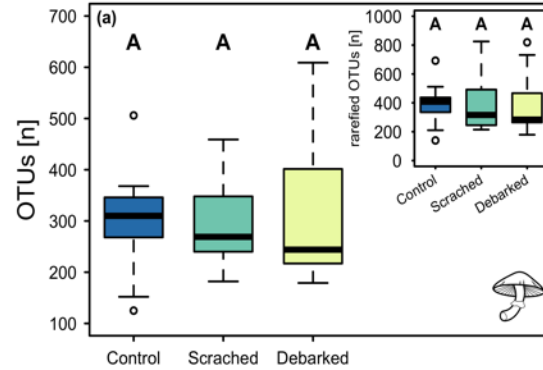 (a)
OTUs [n]
700
600
500
400
300
200
100
A A A
Control Scrached Debarked
rarefied OTUs [n]
1000
800
600
400
200
0
A A A
Control Scrached Debarked